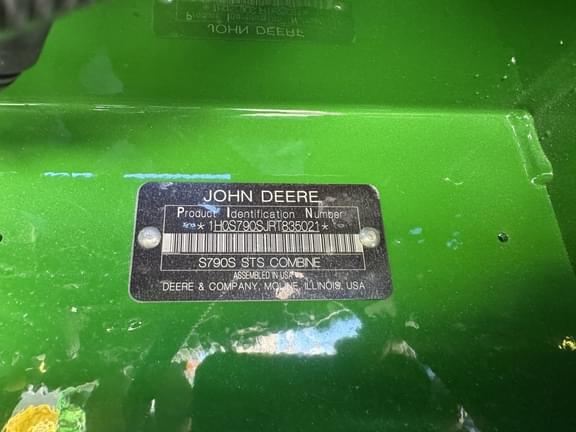 JOHN DEERE
Product Identification Number
*1H0S790SJRT835021*
S790S STS COMBINE
ASSEMBLED IN USA
DEERE & COMPANY, MOLINE, ILLINOIS, USA